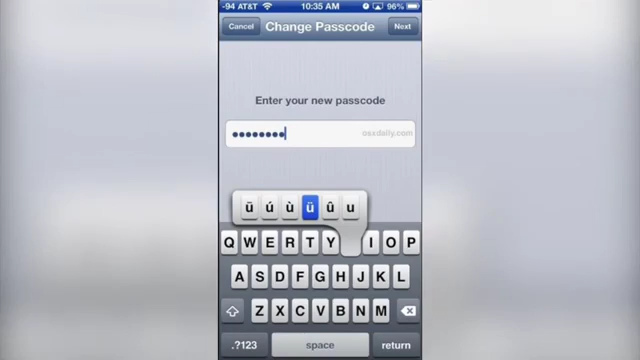 -94 AT&T 10:35 AM 96%
Cancel Change Passcode Next
Enter your new passcode
osxdaily.com
ū ú ù ü û u
Q W E R T Y I O P
A S D F G H J K L
Z X C V B N M
.?123 space return